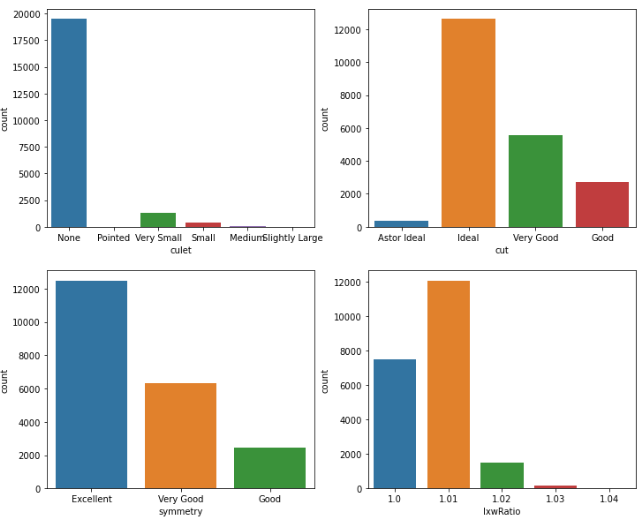 20000
17500
15000
12500
10000
7500
5000
2500
0
count
None Pointed Very Small Small Medium Slightly Large
culet
12000
10000
8000
6000
4000
2000
0
count
Astor Ideal Ideal Very Good Good
cut
12000
10000
8000
6000
4000
2000
0
count
Excellent Very Good Good
symmetry
12000
10000
8000
6000
4000
2000
0
count
1.0 1.01 1.02 1.03 1.04
lxwRatio